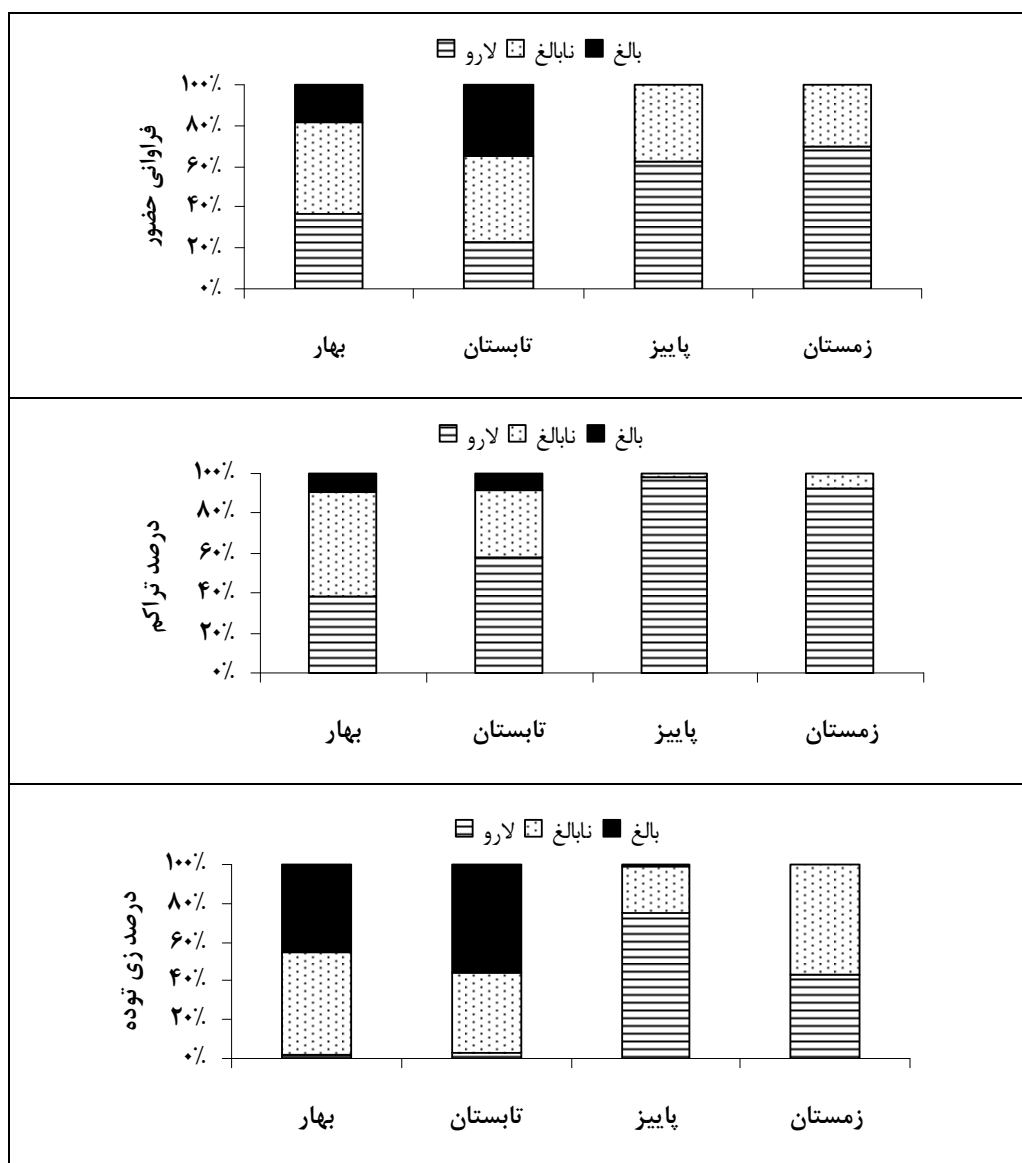 لارو نابالغ بالغ
فراوانی حضور
۱۰۰٪
۸۰٪
۶۰٪
۴۰٪
۲۰٪
۰٪
بهار تابستان پاییز زمستان
لارو نابالغ بالغ
درصد تراکم
۱۰۰٪
۸۰٪
۶۰٪
۴۰٪
۲۰٪
۰٪
بهار تابستان پاییز زمستان
لارو نابالغ بالغ
درصد زی توده
۱۰۰٪
۸۰٪
۶۰٪
۴۰٪
۲۰٪
۰٪
بهار تابستان پاییز زمستان